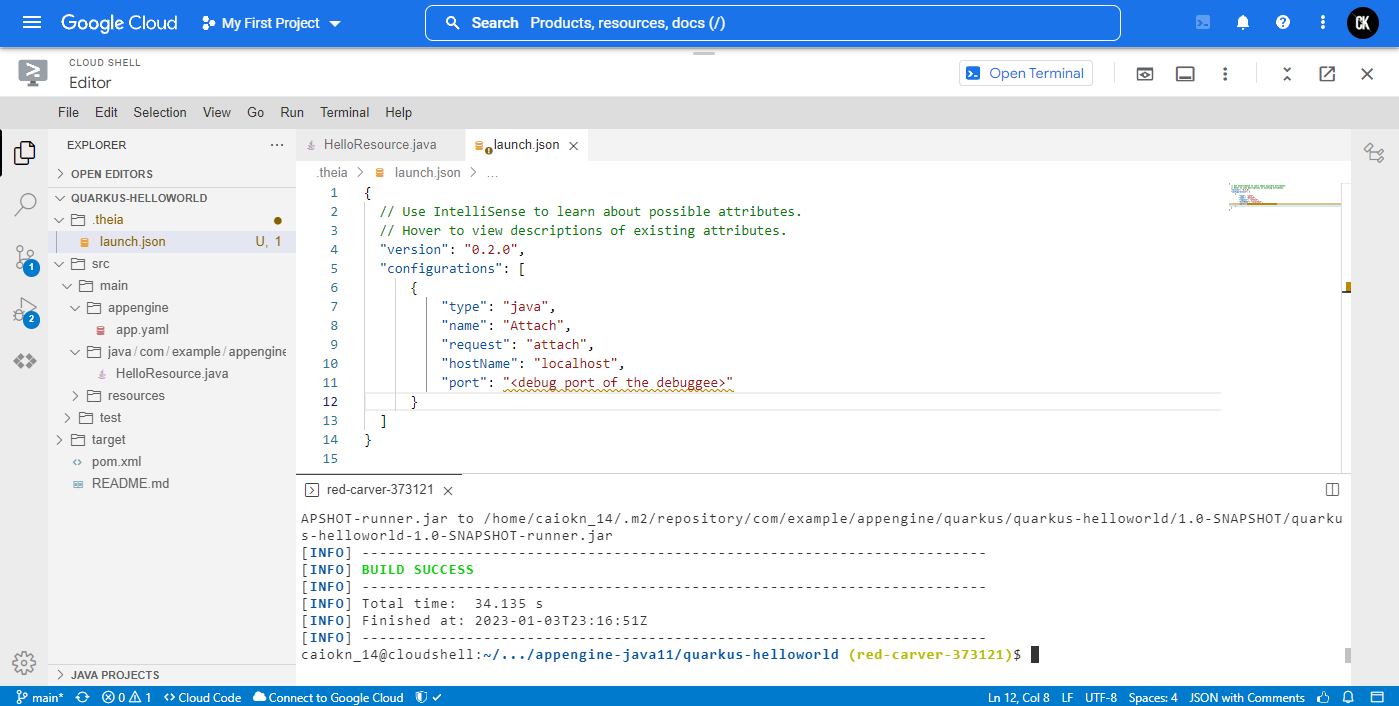 Google Cloud My First Project Search Products, resources, docs (/) CK
CLOUD SHELL
Editor
Open Terminal
File Edit Selection View Go Run Terminal Help
EXPLORER
OPEN EDITORS
QUARKUS-HELLOWORLD
.theia
launch.json U, 1
src
main
appengine
app.yaml
java/com/example/appengine
HelloResource.java
resources
test
target
pom.xml
README.md
JAVA PROJECTS
1
2
HelloResource.java launch.json
.theia launch.json ...
1 {
2 // Use IntelliSense to learn about possible attributes.
3 // Hover to view descriptions of existing attributes.
4 "version": "0.2.0",
5 "configurations": [
6 {
7 "type": "java",
8 "name": "Attach",
9 "request": "attach",
10 "hostName": "localhost",
11 "port": "<debug port of the debuggee>"
12 }
13 ]
14 }
15
red-carver-373121
APSHOT-runner.jar to /home/caiokn_14/.m2/repository/com/example/appengine/quarkus/quarkus-helloworld/1.0-SNAPSHOT/quarku
s-helloworld-1.0-SNAPSHOT-runner.jar
[INFO] ------------------------------------------------------------------------
[INFO] BUILD SUCCESS
[INFO] ------------------------------------------------------------------------
[INFO] Total time:  34.135 s
[INFO] Finished at: 2023-01-03T23:16:51Z
[INFO] ------------------------------------------------------------------------
caiokn_14@cloudshell:~/.../appengine-java11/quarkus-helloworld (red-carver-373121)$
main* 0 1 Cloud Code Connect to Google Cloud Ln 12, Col 8 LF UTF-8 Spaces: 4 JSON with Comments